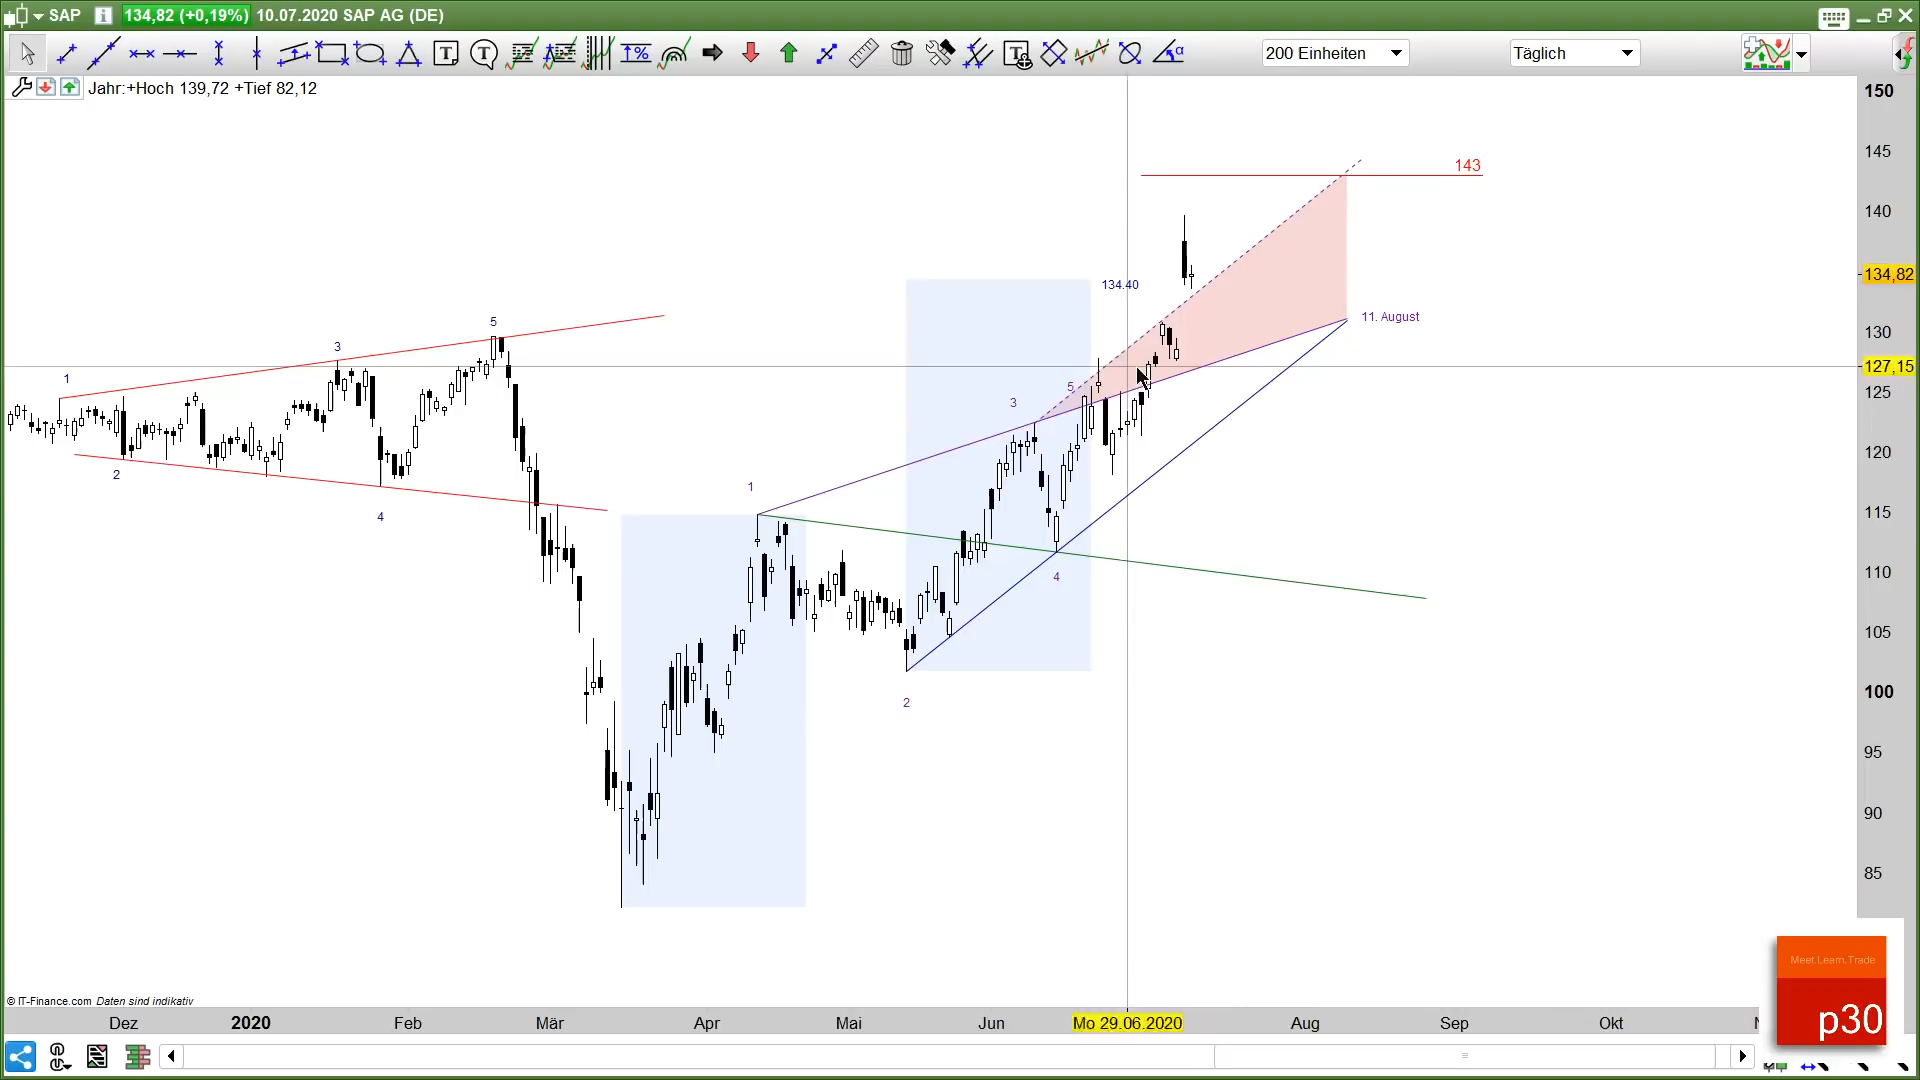 SAP
134,82 (+0,19%) 10.07.2020 SAP AG (DE)
200 Einheiten
Täglich
Jahr:+Hoch 139,72 +Tief 82,12
150
145
143
140
134,82
134.40
130
11. August
127,15
125
120
115
110
105
100
95
90
85
1
2
3
4
5
1
2
3
4
5
© IT-Finance.com Daten sind indikativ
Dez 2020 Feb Mär Apr Mai Jun Mo 29.06.2020 Aug Sep Okt
Meet.Learn.Trade
p30